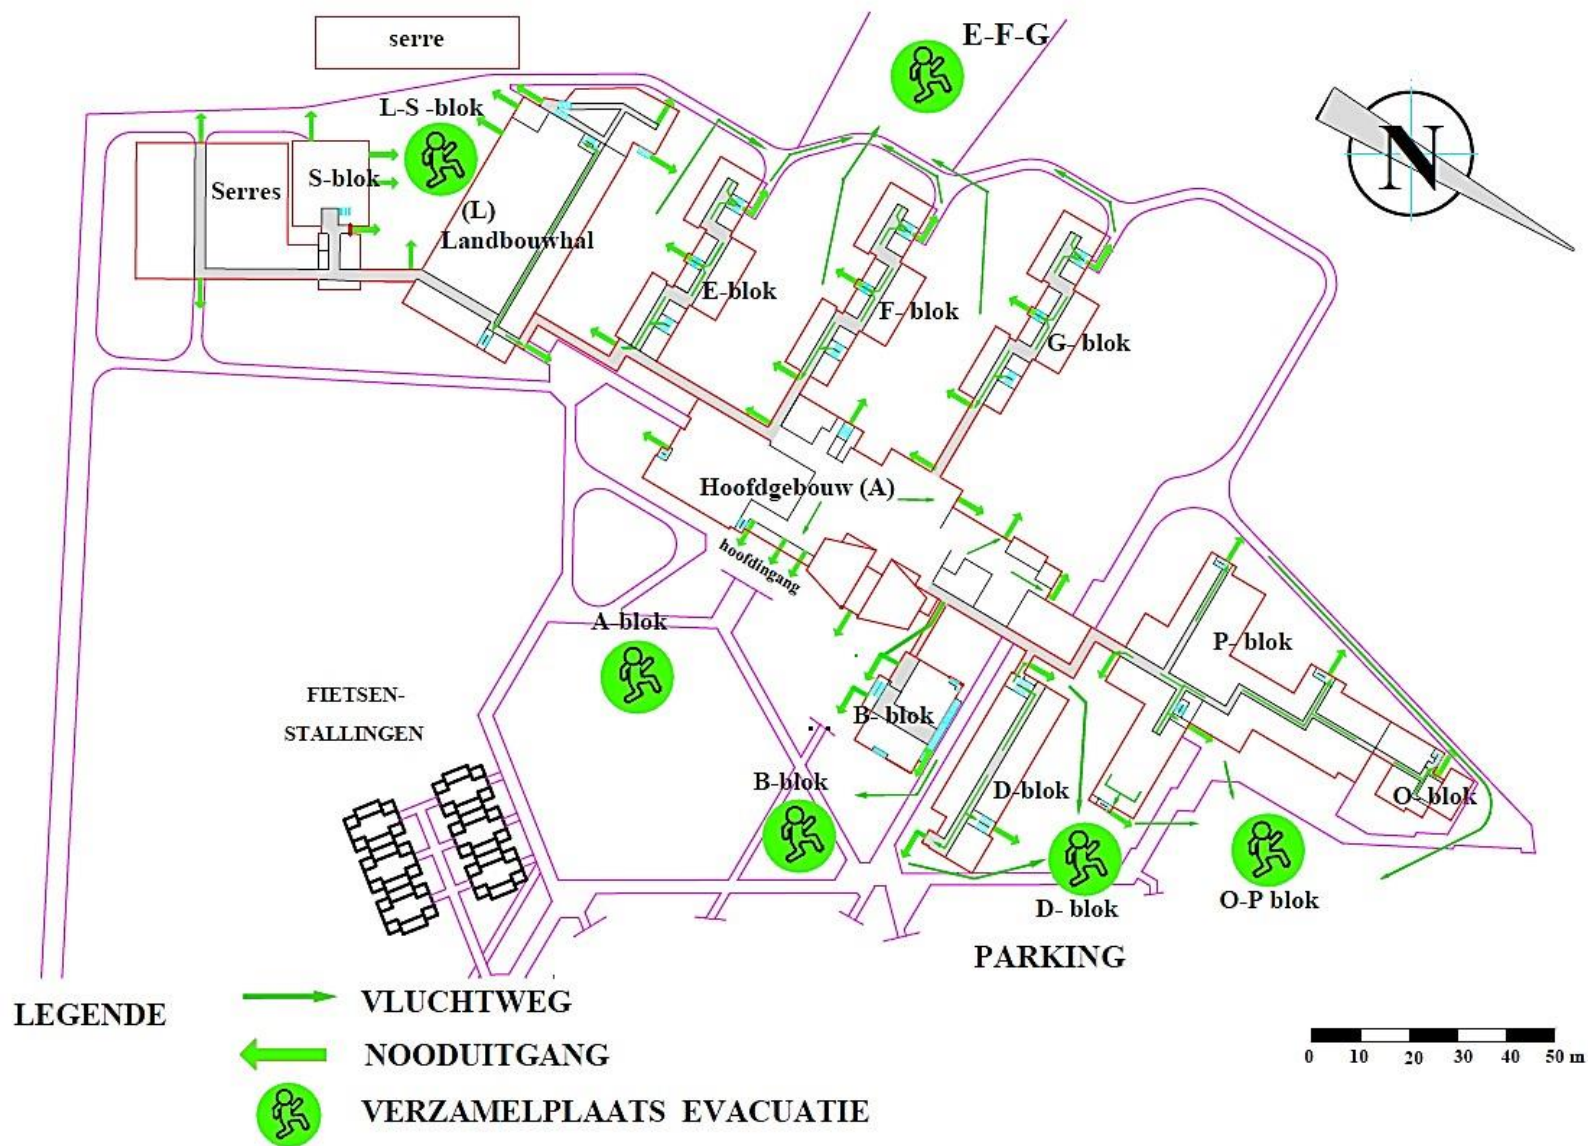 serre
E-F-G
L-S -blok
N
Serres
S-blok
(L)
Landbouwhal
E-blok
F- blok
G- blok
Hoofdgebouw (A)
hoofdingang
A-blok
P- blok
FIETSEN-
STALLINGEN
B- blok
B-blok
D-blok
O- blok
D- blok
O-P blok
PARKING
LEGENDE
VLUCHTWEG
NOODUITGANG
VERZAMELPLAATS EVACUATIE
0 10 20 30 40 50 m